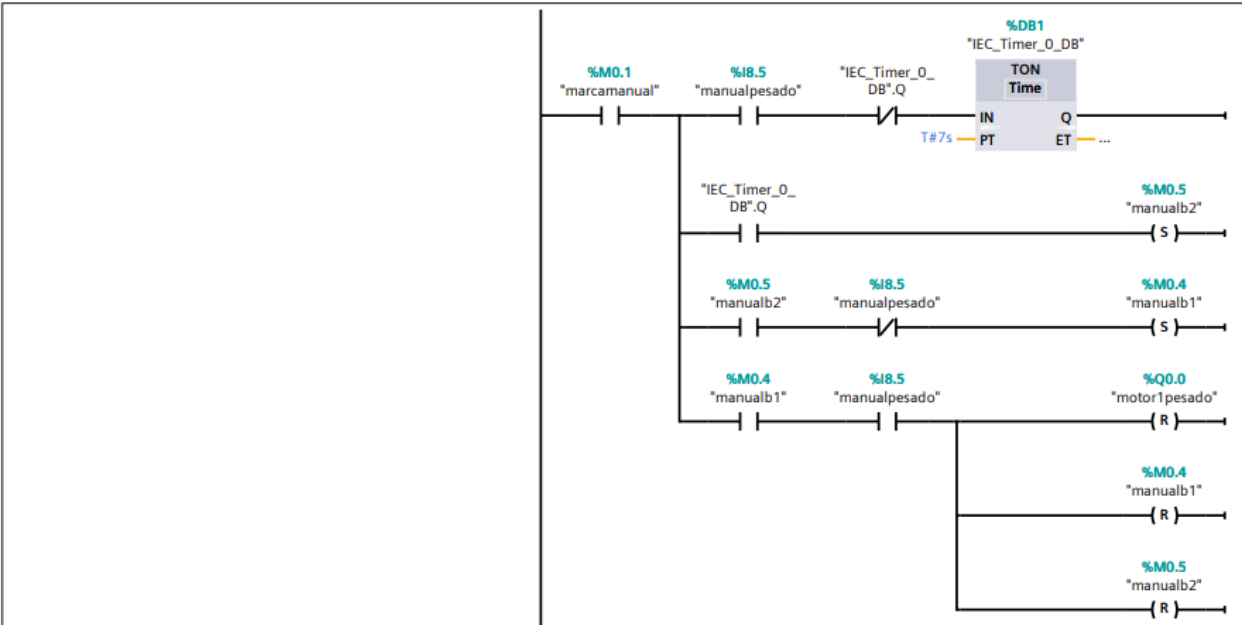 %DB1
"IEC_Timer_0_DB"
%M0.1
"marcamanual"
%I8.5
"manualpesado"
"IEC_Timer_0_
DB".Q
TON
Time
IN Q
T#7s PT ET ...
"IEC_Timer_0_
DB".Q
%M0.5
"manualb2"
S
%M0.5
"manualb2"
%I8.5
"manualpesado"
%M0.4
"manualb1"
S
%M0.4
"manualb1"
%I8.5
"manualpesado"
%Q0.0
"motor1pesado"
R
%M0.4
"manualb1"
R
%M0.5
"manualb2"
R